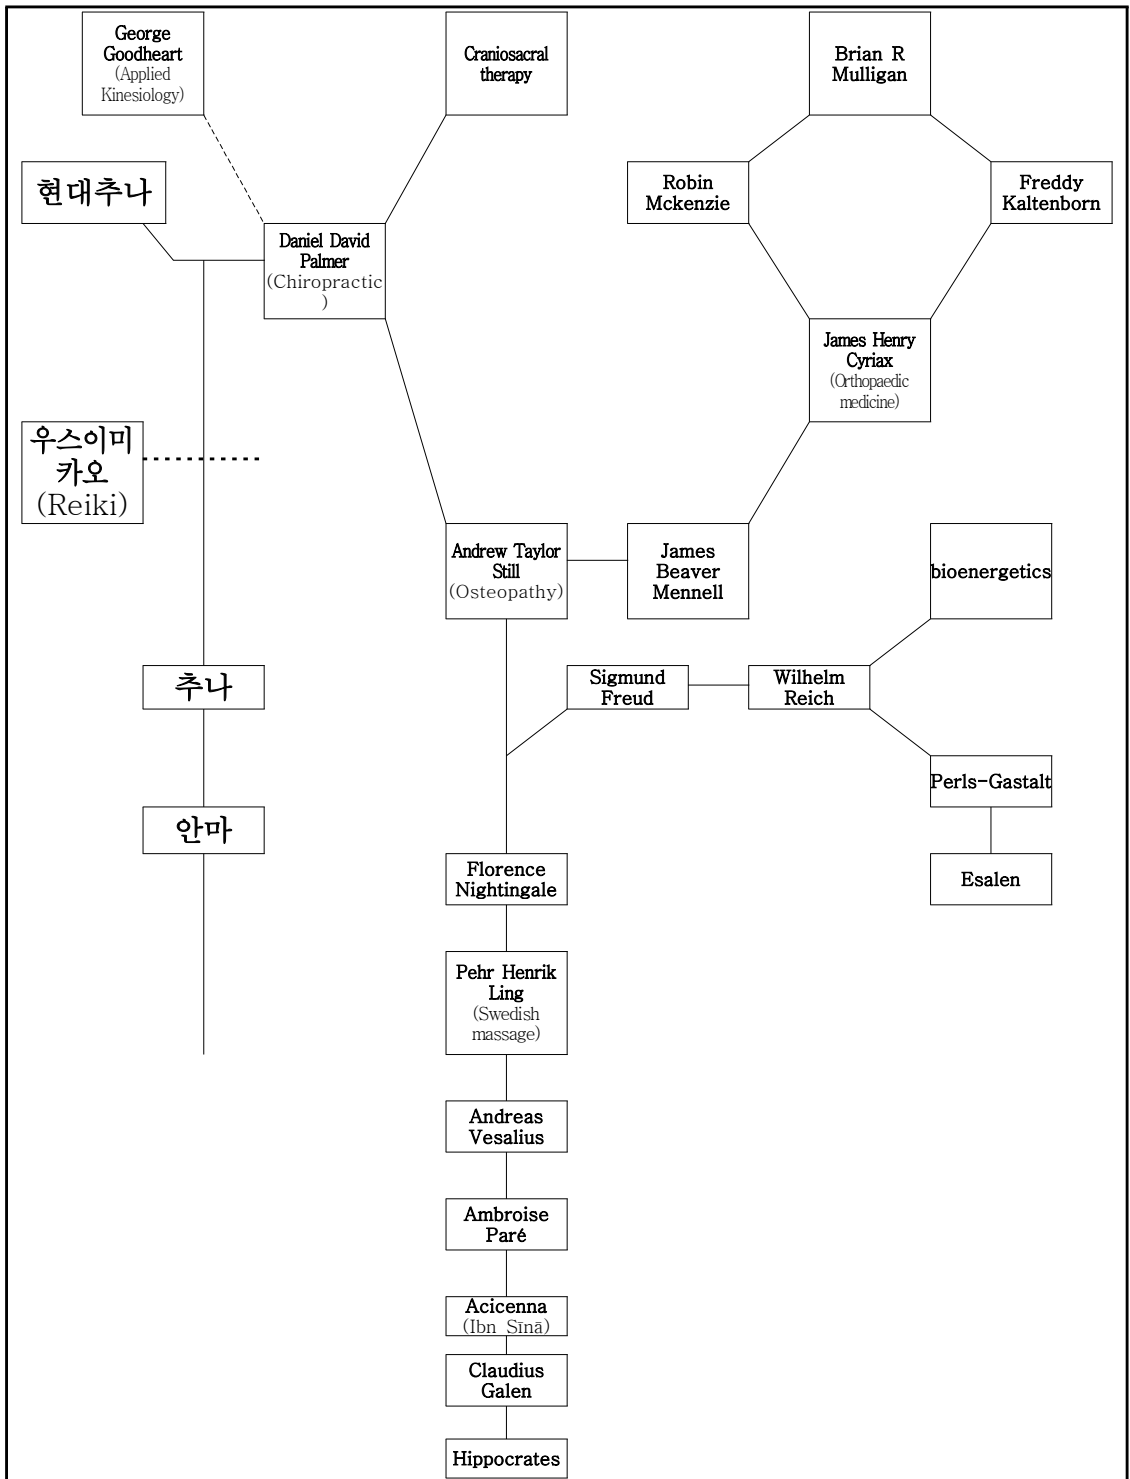 George
Goodheart
(Applied
Kinesiology)
Craniosacral
therapy
Brian R
Mulligan
현대추나
Robin
Mckenzie
Freddy
Kaltenborn
Daniel David
Palmer
(Chiropractic
)
James Henry
Cyriax
(Orthopaedic
medicine)
우스이미
카오
(Reiki)
Andrew Taylor
Still
(Osteopathy)
James
Beaver
Mennell
bioenergetics
추나
Sigmund
Freud
Wilhelm
Reich
Perls-Gastalt
안마
Florence
Nightingale
Esalen
Pehr Henrik
Ling
(Swedish
massage)
Andreas
Vesalius
Ambroise
Paré
Acicenna
(Ibn Sīnā)
Claudius
Galen
Hippocrates